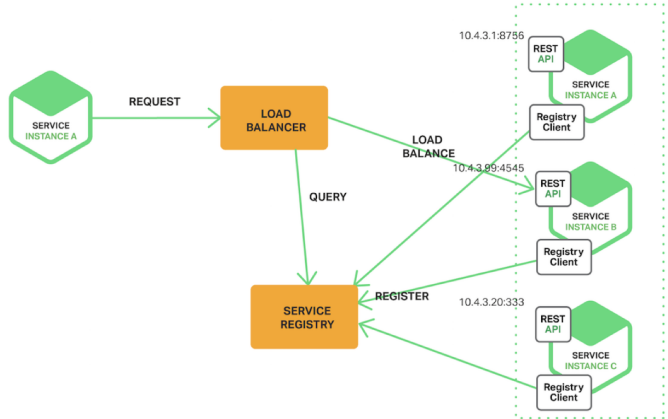 10.4.3.1:8756
REST
API
SERVICE
INSTANCE A
Registry
Client
SERVICE
INSTANCE A
REQUEST
LOAD
BALANCER
LOAD
BALANCE
10.4.3.99:4545
REST
API
SERVICE
INSTANCE B
Registry
Client
QUERY
SERVICE
REGISTRY
REGISTER
10.4.3.20:333
REST
API
SERVICE
INSTANCE C
Registry
Client